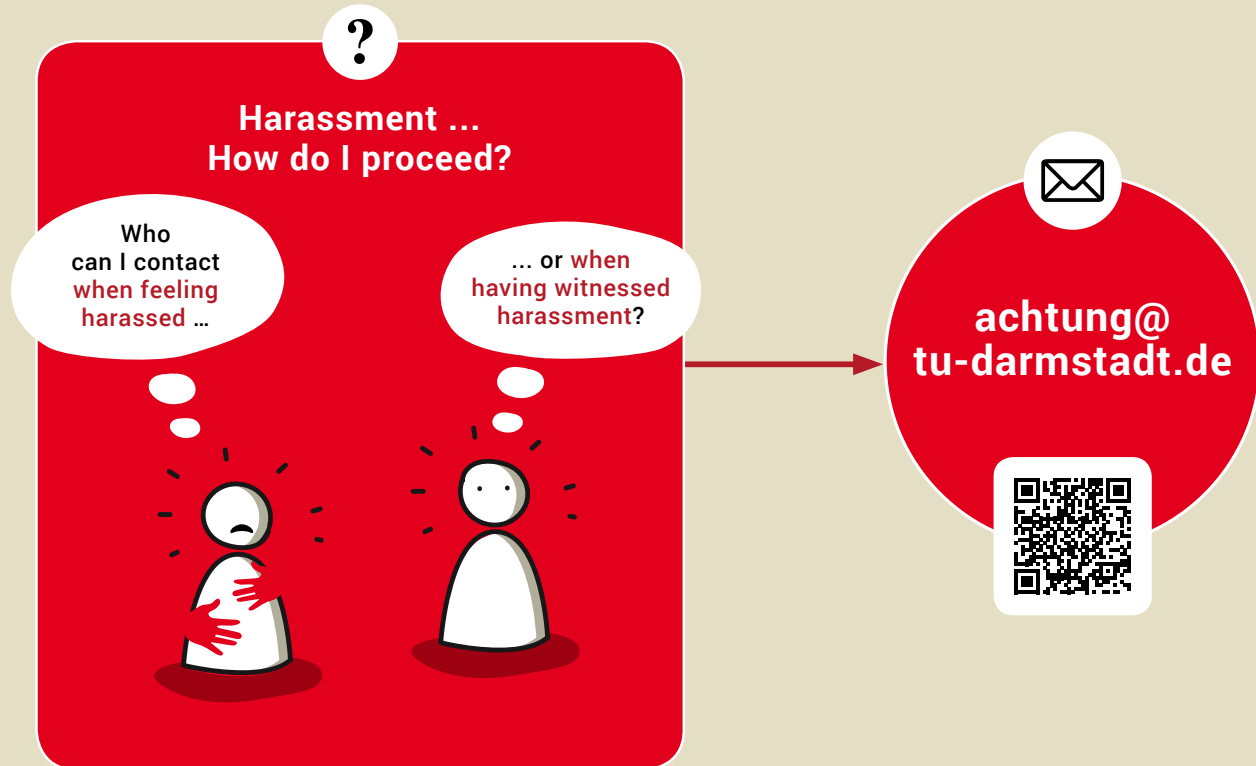 ?
Harassment ...
How do I proceed?
Who
can I contact
when feeling
harassed ...
... or when
having witnessed
harassment?
achtung@
tu-darmstadt.de